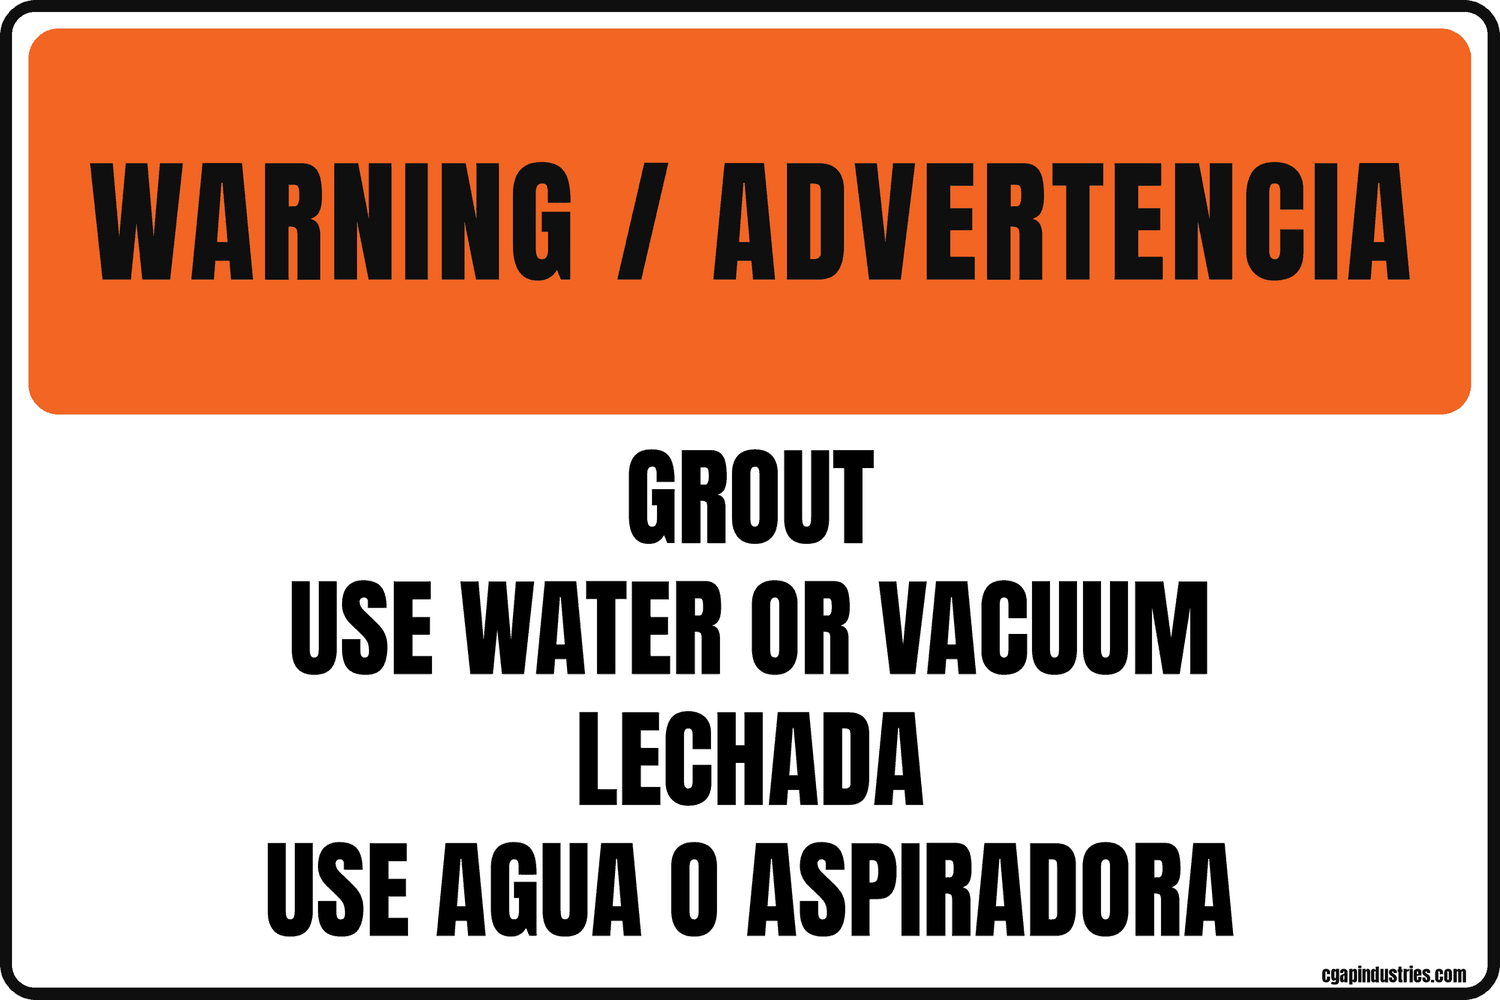 WARNING / ADVERTENCIA
GROUT
USE WATER OR VACUUM
LECHADA
USE AGUA O ASPIRADORA
cgapindustries.com